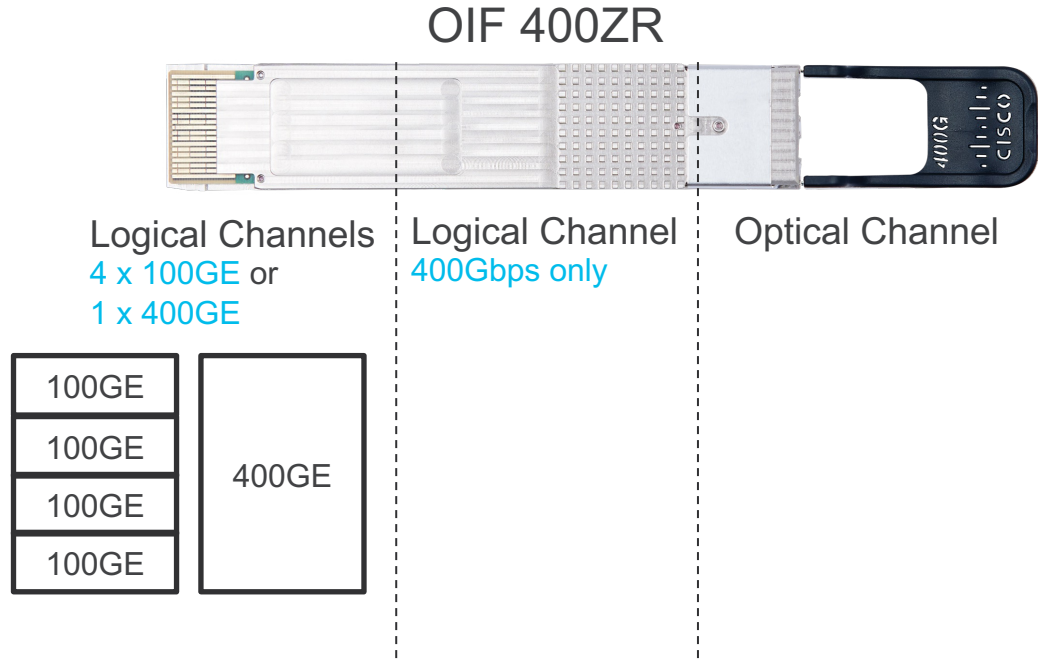 OIF 400ZR
400G
CISCO
Logical Channels
4 x 100GE or
1 x 400GE
Logical Channel
400Gbps only
Optical Channel
100GE
100GE
100GE
100GE
400GE